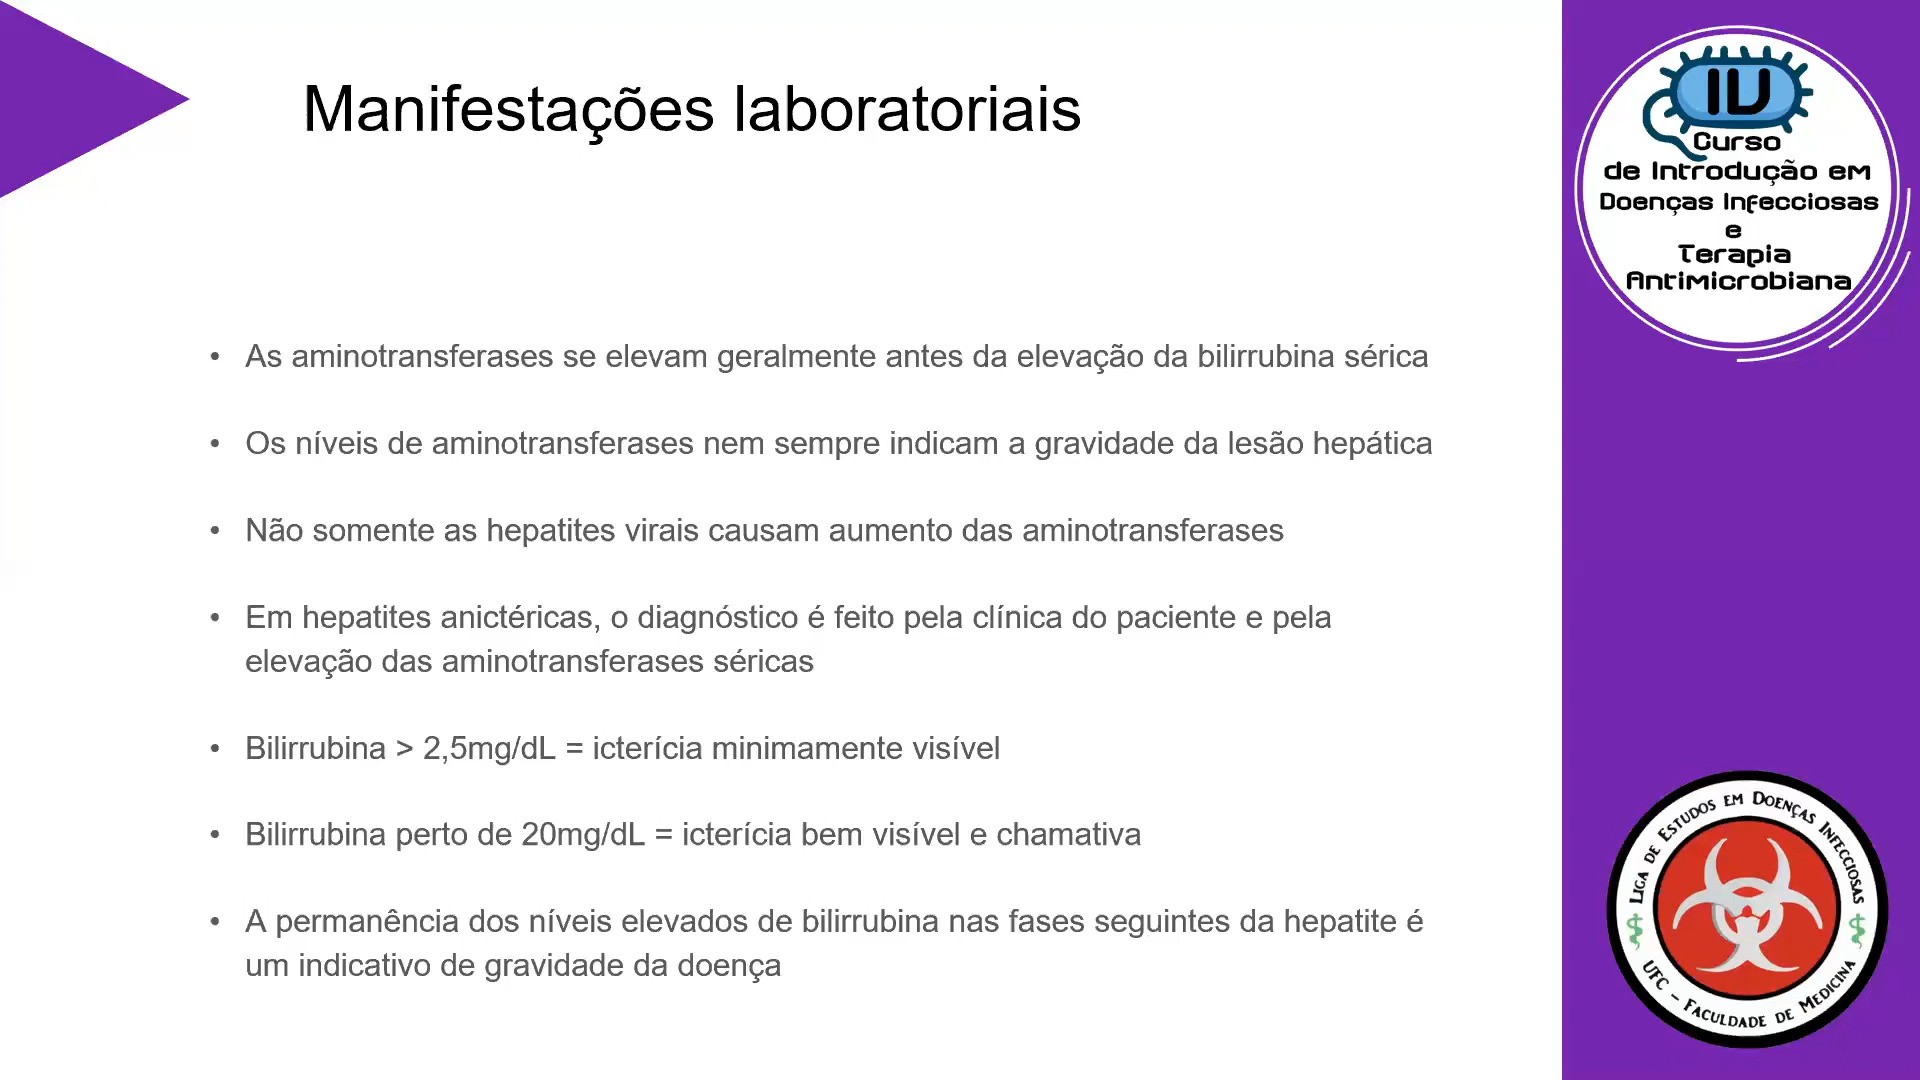 Manifestações laboratoriais
• As aminotransferases se elevam geralmente antes da elevação da bilirrubina sérica
• Os níveis de aminotransferases nem sempre indicam a gravidade da lesão hepática
• Não somente as hepatites virais causam aumento das aminotransferases
• Em hepatites anictéricas, o diagnóstico é feito pela clínica do paciente e pela
elevação das aminotransferases séricas
• Bilirrubina > 2,5mg/dL = icterícia minimamente visível
• Bilirrubina perto de 20mg/dL = icterícia bem visível e chamativa
• A permanência dos níveis elevados de bilirrubina nas fases seguintes da hepatite é
um indicativo de gravidade da doença
IV
Curso
de Introdução em
Doenças Infecciosas
e
Terapia
Antimicrobiana
Liga de Estudos em Doenças Infecciosas
UFC - Faculdade de Medicina